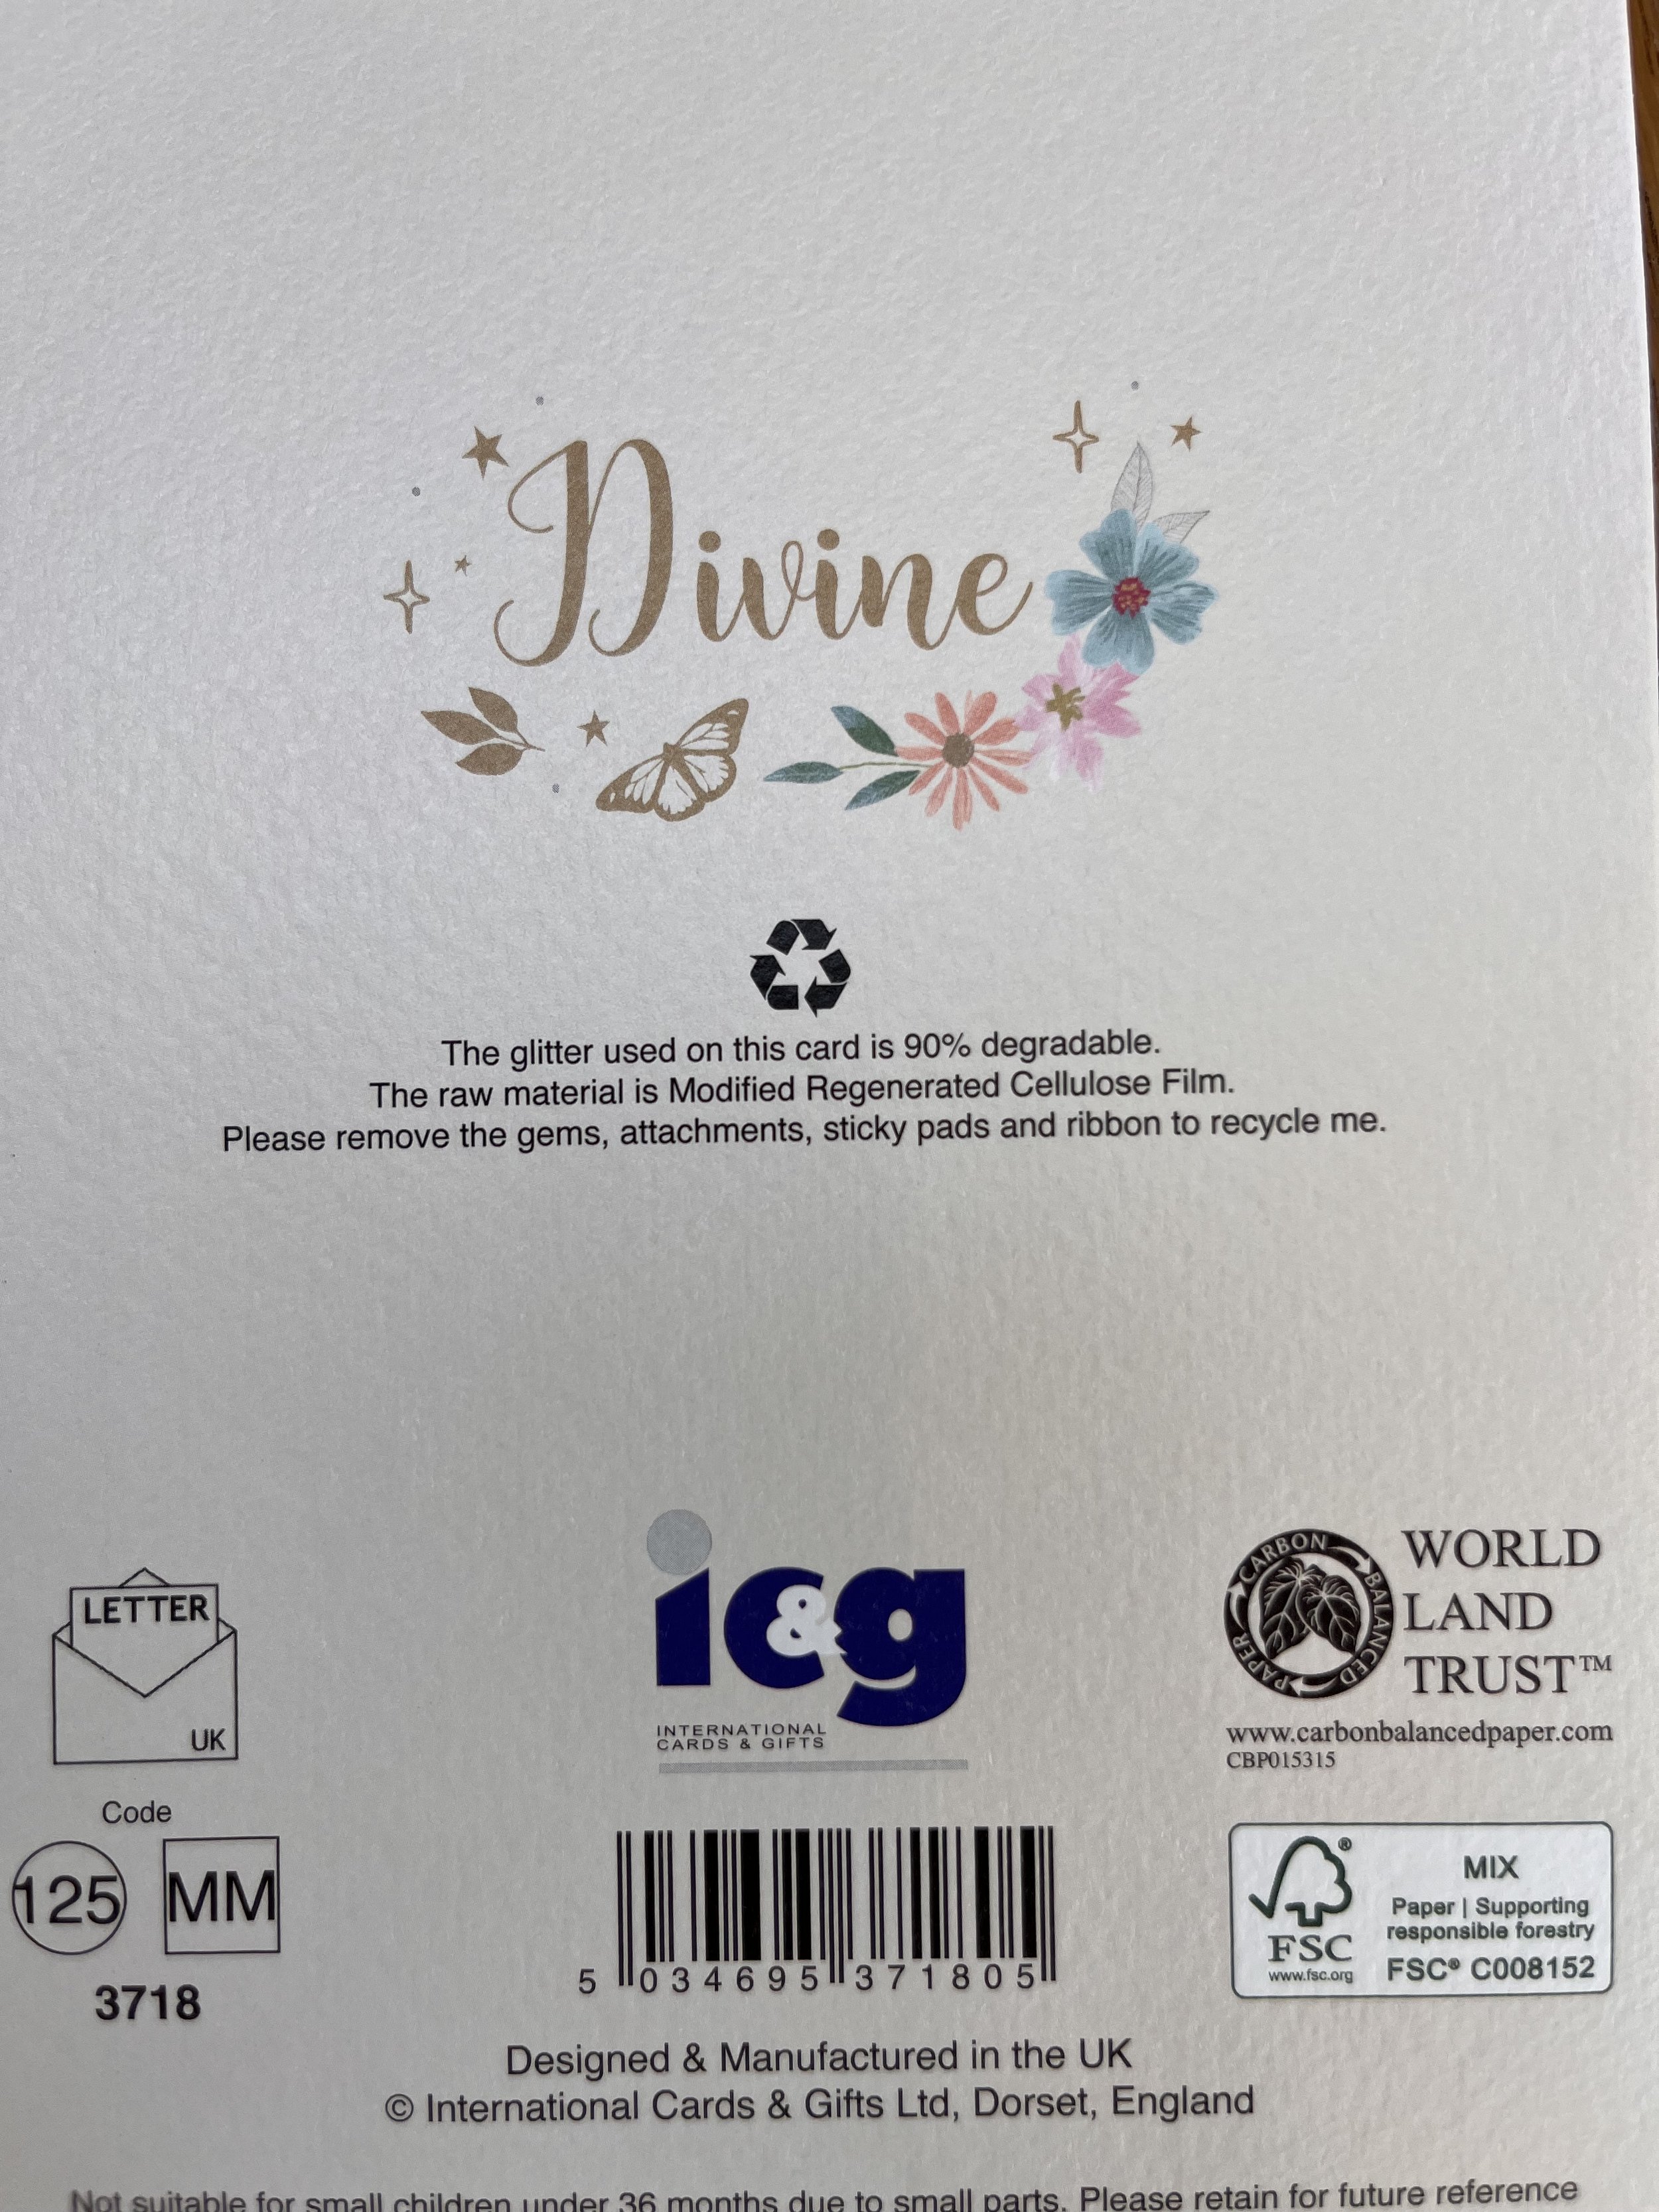 Divine
The glitter used on this card is 90% degradable.
The raw material is Modified Regenerated Cellulose Film.
Please remove the gems, attachments, sticky pads and ribbon to recycle me.
LETTER
UK
Code
125 MM
3718
ic&g
INTERNATIONAL
CARDS & GIFTS
5 034695 371805
CARBON BALANCED PAPER
WORLD
LAND
TRUST™
www.carbonbalancedpaper.com
CBP015315
FSC®
www.fsc.org
MIX
Paper | Supporting
responsible forestry
FSC® C008152
Designed & Manufactured in the UK
© International Cards & Gifts Ltd, Dorset, England
Not suitable for small children under 36 months due to small parts. Please retain for future reference